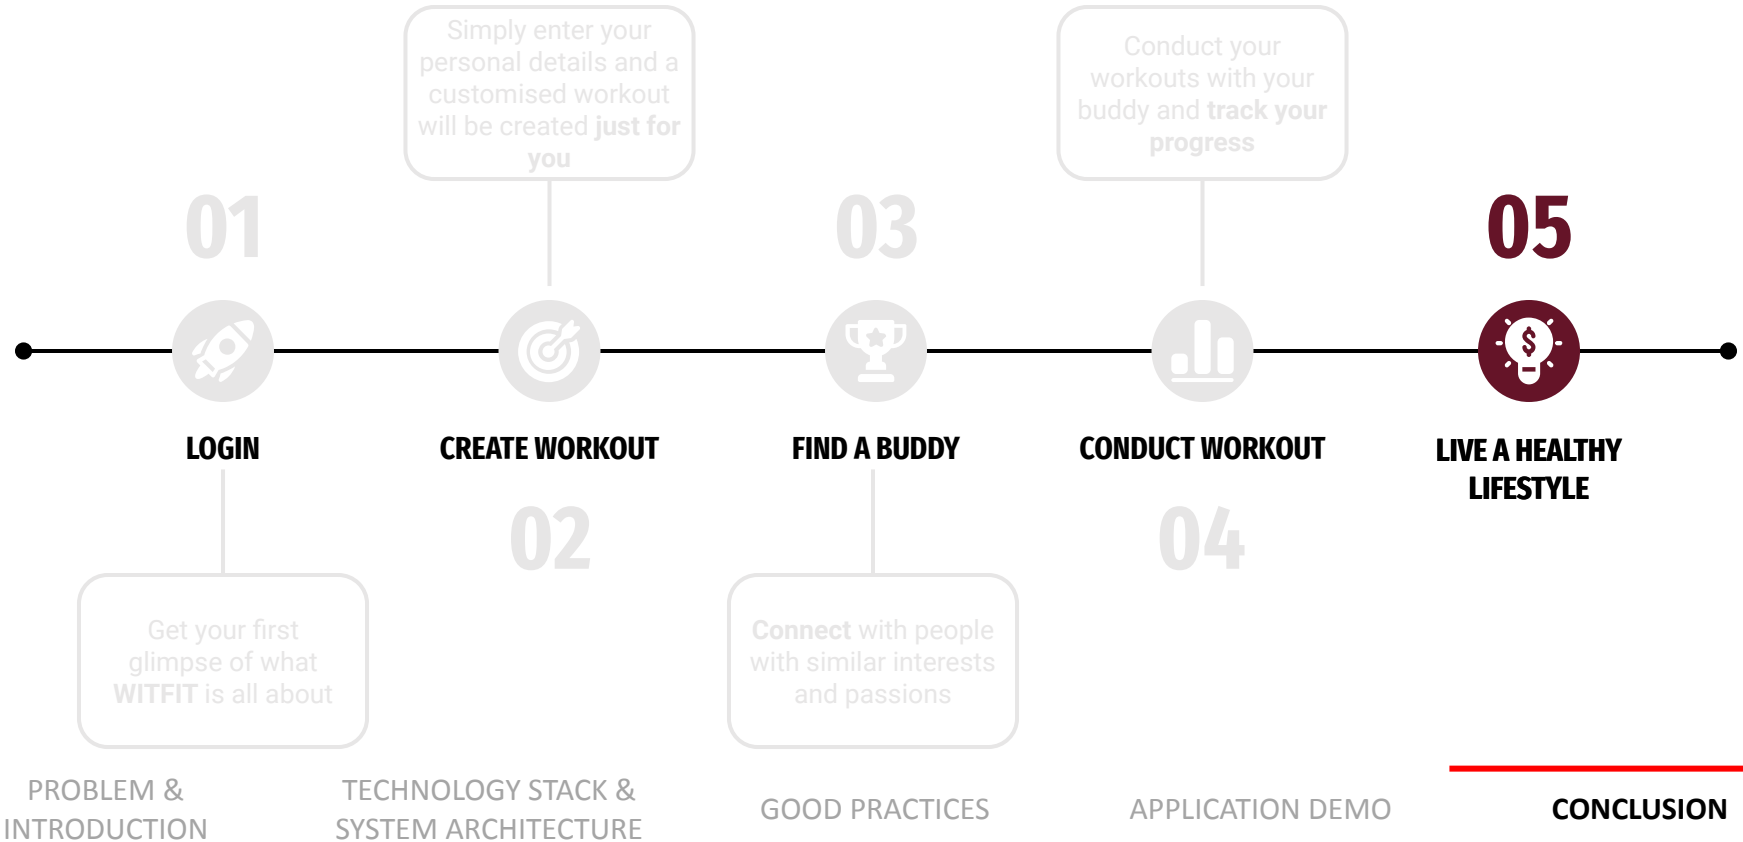 Simply enter your
personal details and a
customised workout
will be created just for
you
Conduct your
workouts with your
buddy and track your
progress
01
03
05
$
LOGIN
CREATE WORKOUT
FIND A BUDDY
CONDUCT WORKOUT
LIVE A HEALTHY
LIFESTYLE
02
04
Get your first
glimpse of what
WITFIT is all about
Connect with people
with similar interests
and passions
PROBLEM &
INTRODUCTION
TECHNOLOGY STACK &
SYSTEM ARCHITECTURE
GOOD PRACTICES
APPLICATION DEMO
CONCLUSION